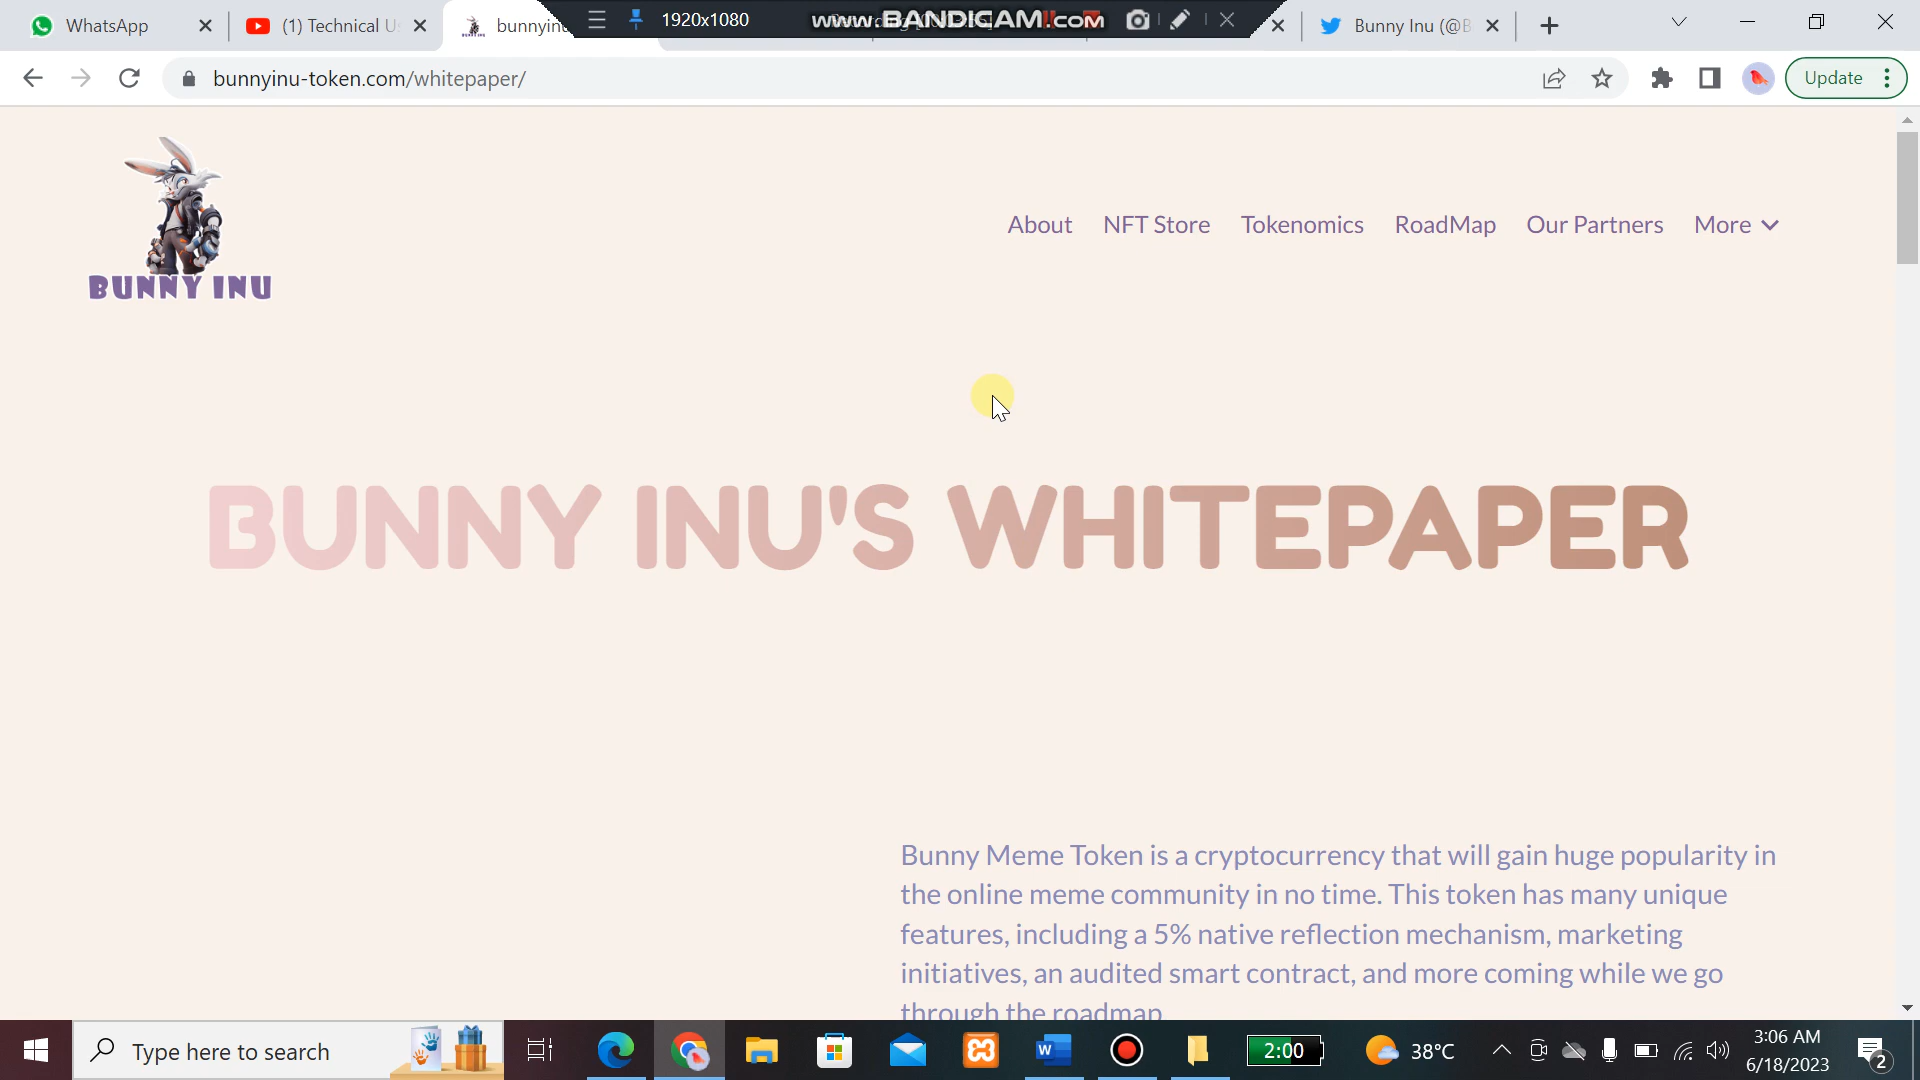 WhatsApp
(1) Technical U
bunnyinu
1920x1080
www.BANDICAM.COM
Bunny Inu (@B
bunnyinu-token.com/whitepaper/
Update
BUNNY INU
About NFT Store Tokenomics RoadMap Our Partners More
BUNNY INU'S WHITEPAPER
Bunny Meme Token is a cryptocurrency that will gain huge popularity in
the online meme community in no time. This token has many unique
features, including a 5% native reflection mechanism, marketing
initiatives, an audited smart contract, and more coming while we go
through the roadmap
Type here to search
2:00
38°C
3:06 AM
6/18/2023
2